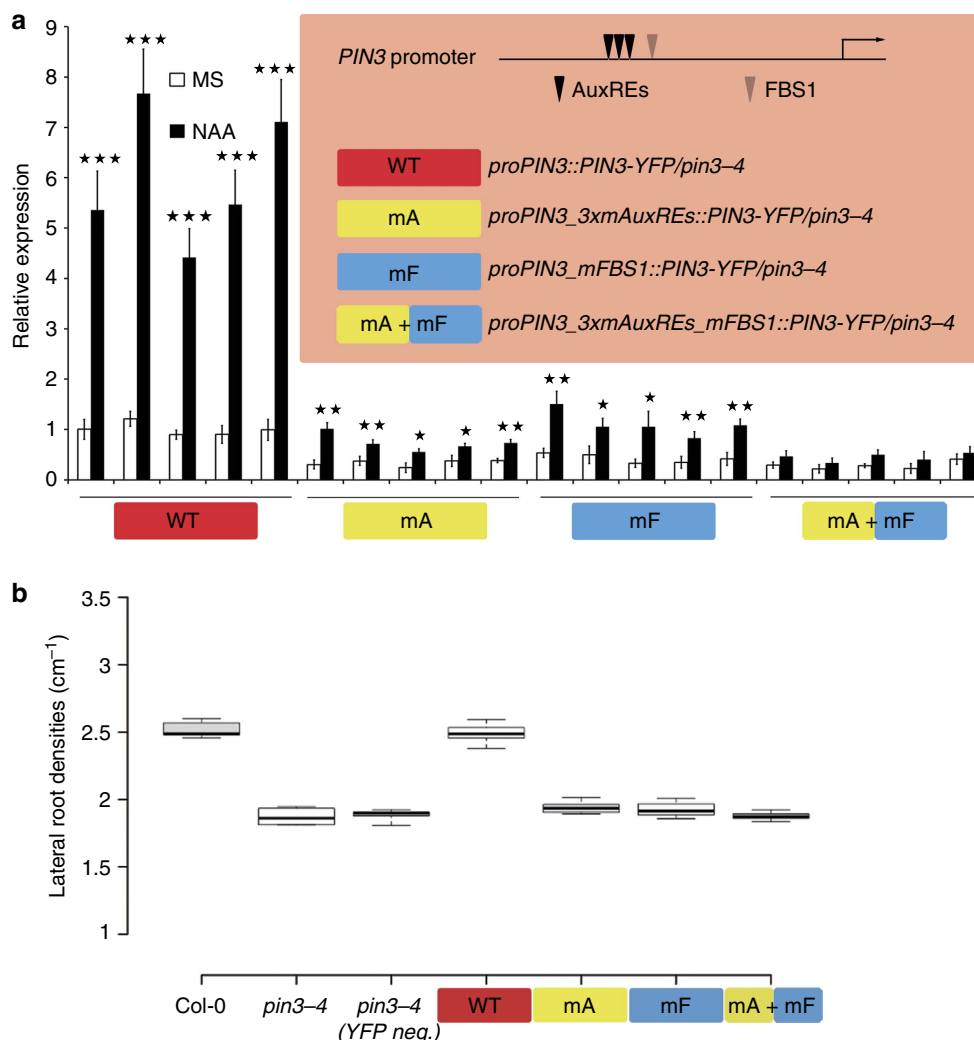 a
Relative expression
9
8
7
6
5
4
3
2
1
0
★★★
★★★
★★★
★★★
★★★
MS
NAA
PIN3 promoter
AuxREs
FBS1
WT proPIN3::PIN3-YFP/pin3–4
mA proPIN3_3xmAuxREs::PIN3-YFP/pin3–4
mF proPIN3_mFBS1::PIN3-YFP/pin3–4
mA + mF proPIN3_3xmAuxREs_mFBS1::PIN3-YFP/pin3–4
★★ ★★ ★ ★ ★★
★★ ★ ★ ★★ ★★
WT mA mF mA + mF
b
Lateral root densities (cm⁻¹)
3.5
3
2.5
2
1.5
1
Col-0 pin3–4 pin3–4 WT mA mF mA + mF
(YFP neg.)